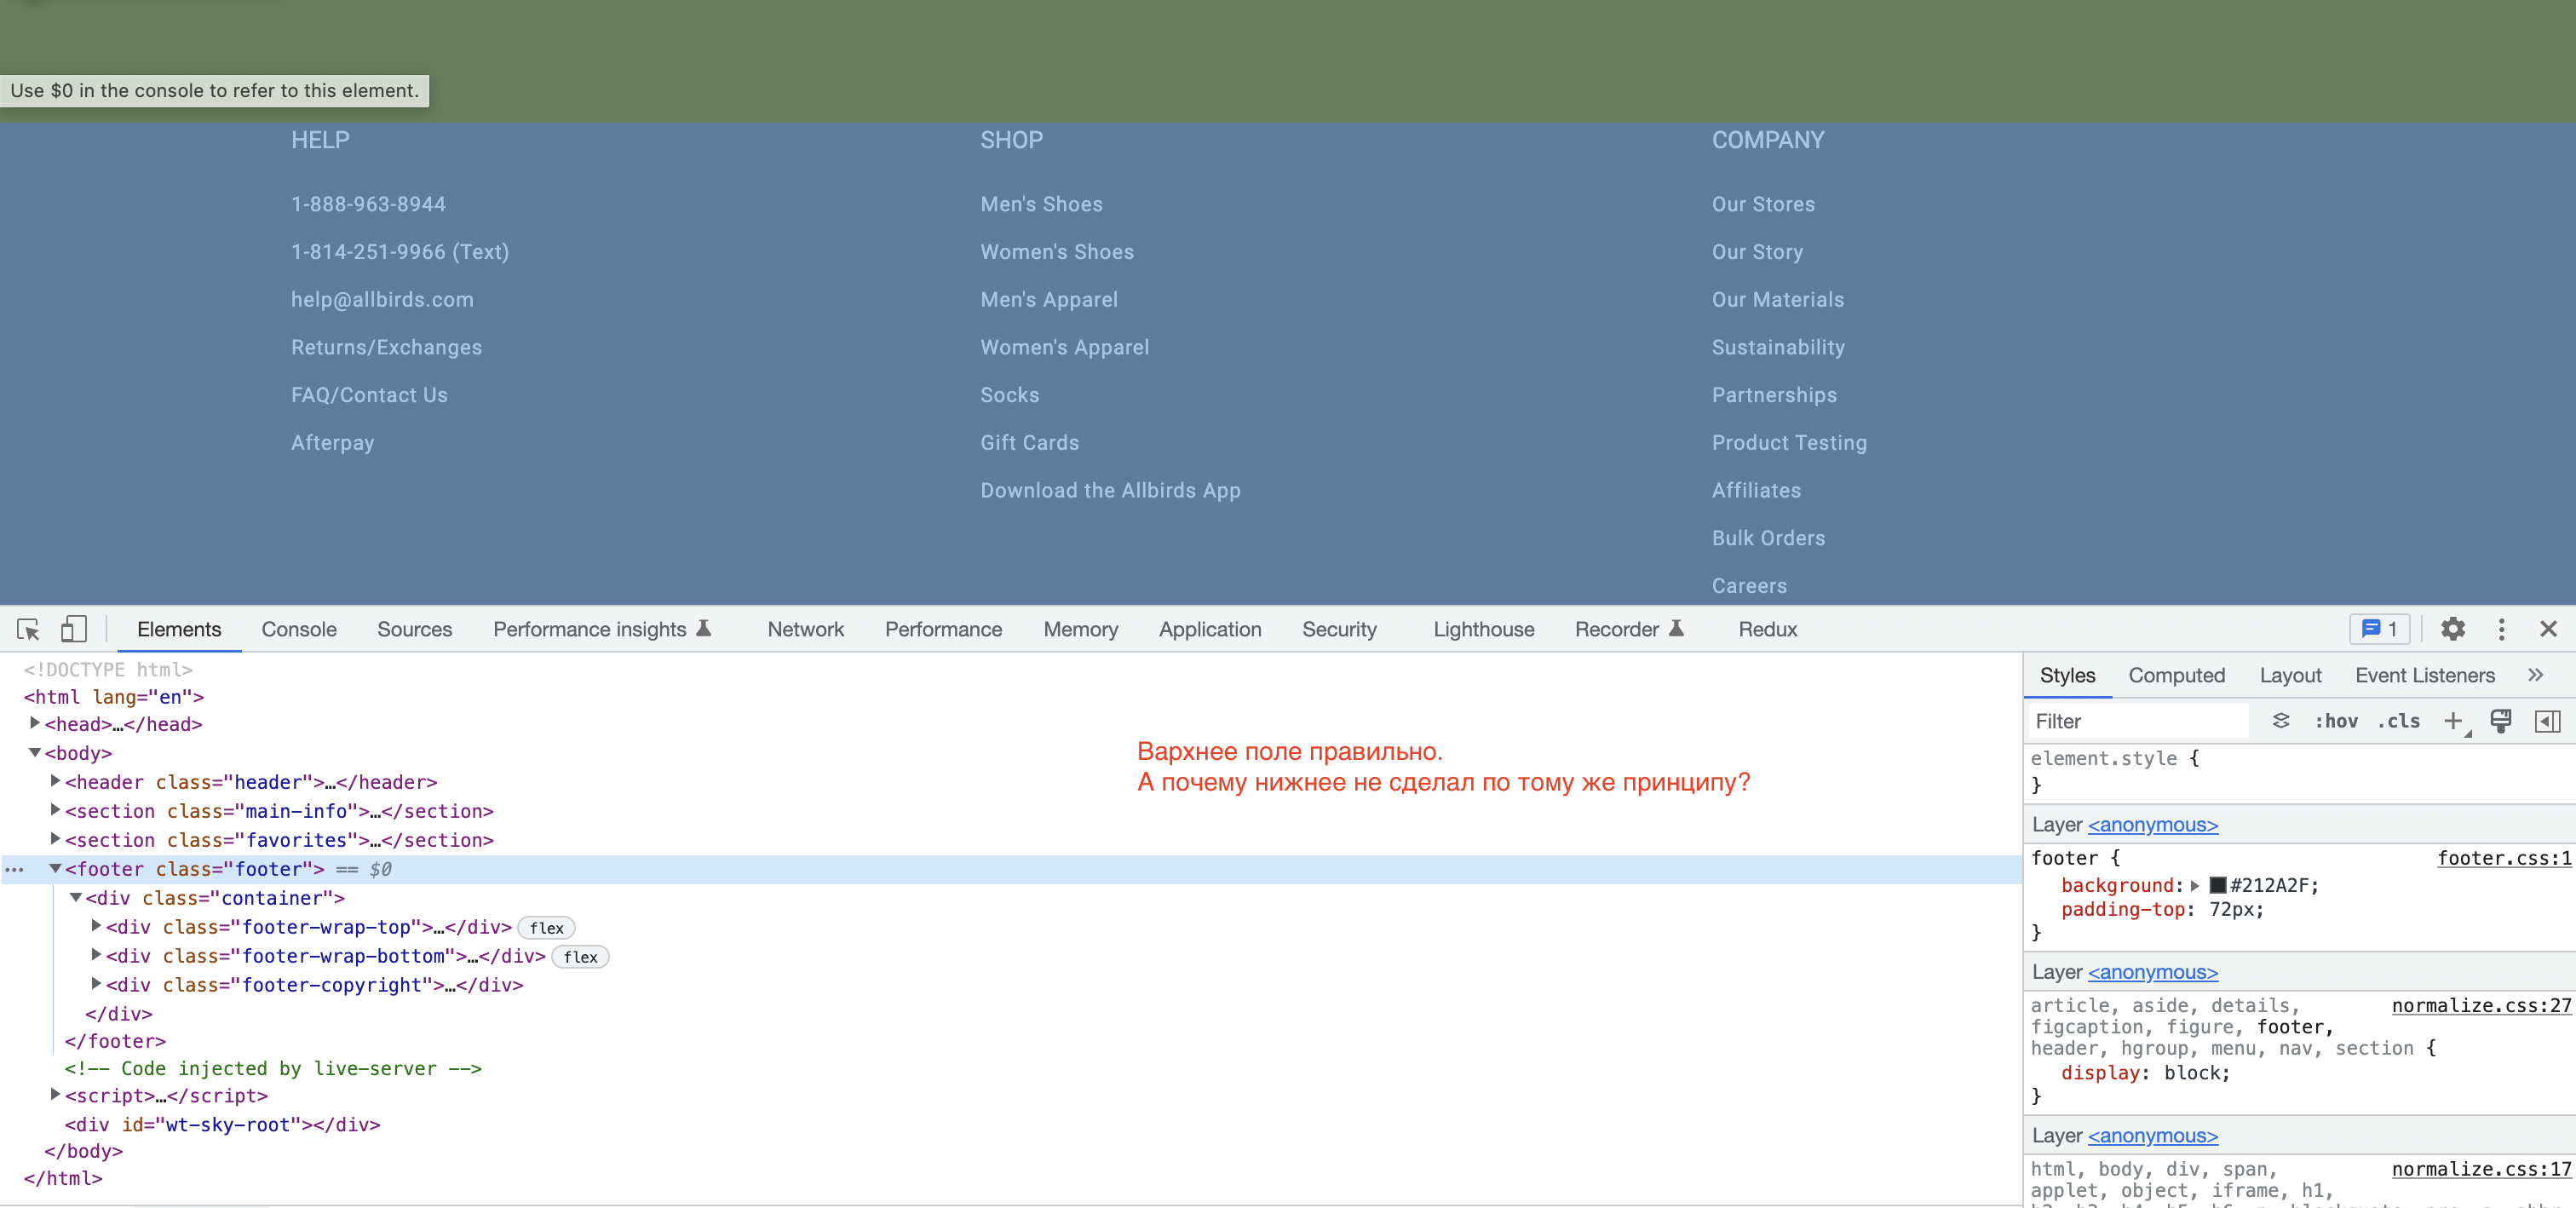 Use $0 in the console to refer to this element.
HELP
1-888-963-8944
1-814-251-9966 (Text)
help@allbirds.com
Returns/Exchanges
FAQ/Contact Us
Afterpay
SHOP
Men's Shoes
Women's Shoes
Men's Apparel
Women's Apparel
Socks
Gift Cards
Download the Allbirds App
COMPANY
Our Stores
Our Story
Our Materials
Sustainability
Partnerships
Product Testing
Affiliates
Bulk Orders
Careers
Elements Console Sources Performance insights Network Performance Memory Application Security Lighthouse Recorder Redux 1
<!DOCTYPE html>
<html lang="en">
<head>…</head>
<body>
<header class="header">…</header>
<section class="main-info">…</section>
<section class="favorites">…</section>
<footer class="footer"> == $0
<div class="container">
<div class="footer-wrap-top">…</div> flex
<div class="footer-wrap-bottom">…</div> flex
<div class="footer-copyright">…</div>
</div>
</footer>
<!-- Code injected by live-server -->
<script>…</script>
<div id="wt-sky-root"></div>
</body>
</html>
Вархнее поле правильно.
А почему нижнее не сделал по тому же принципу?
Styles Computed Layout Event Listeners »
Filter :hov .cls +
element.style {
}
Layer <anonymous>
footer { footer.css:1
background: #212A2F;
padding-top: 72px;
}
Layer <anonymous>
article, aside, details, normalize.css:27
figcaption, figure, footer,
header, hgroup, menu, nav, section {
display: block;
}
Layer <anonymous>
html, body, div, span, normalize.css:17
applet, object, iframe, h1,